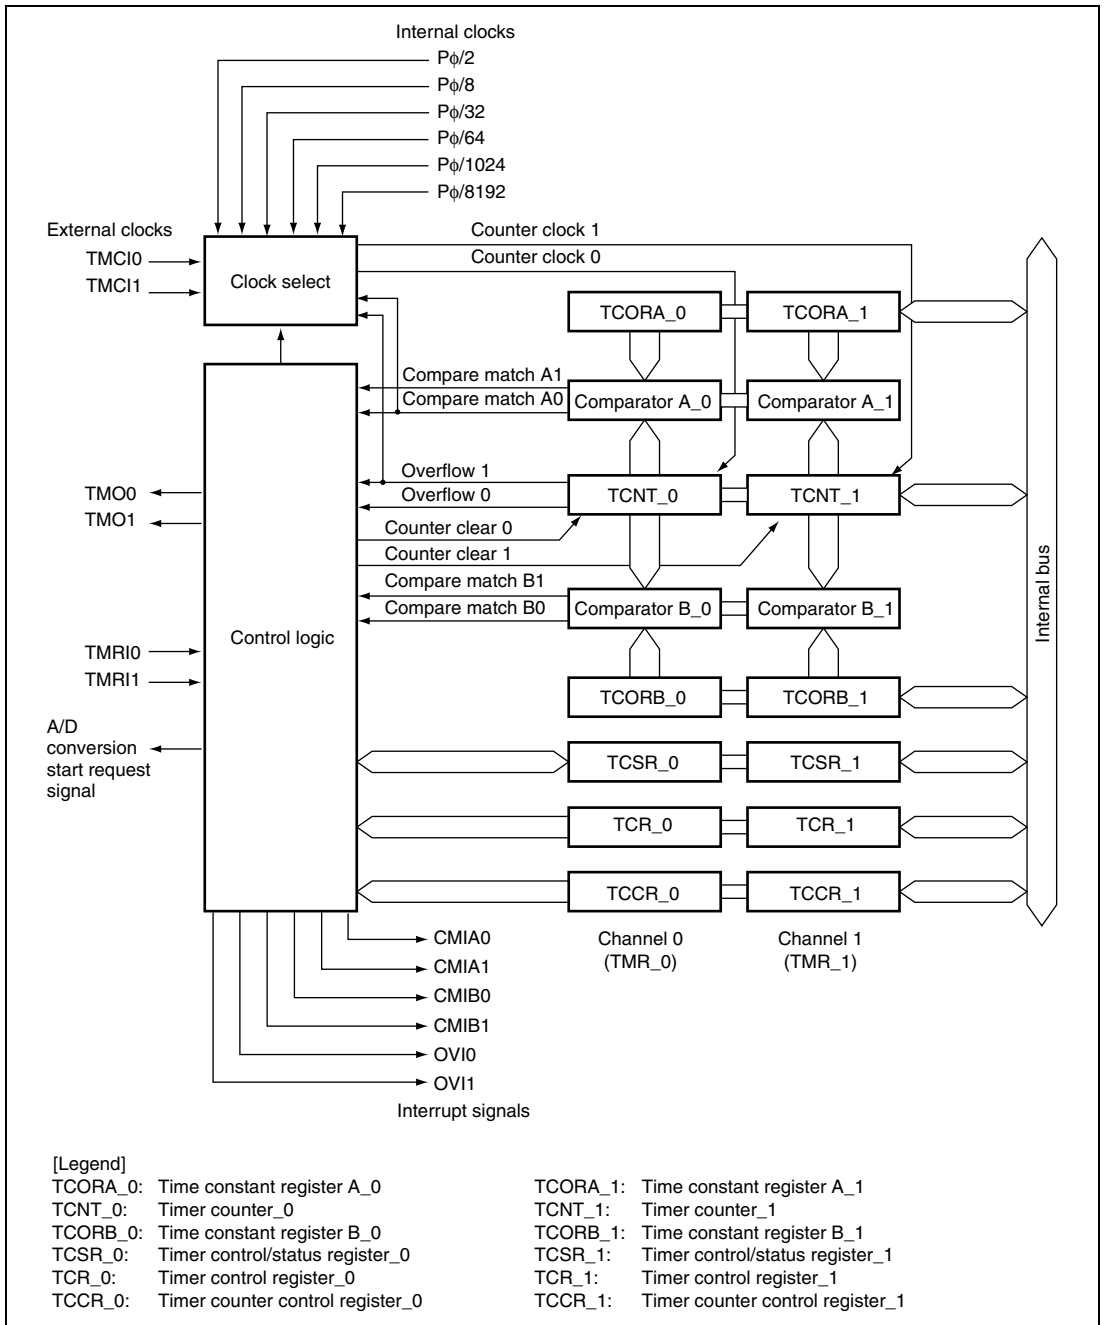 Internal clocks
Pϕ/2
Pϕ/8
Pϕ/32
Pϕ/64
Pϕ/1024
Pϕ/8192
External clocks
TMCI0
TMCI1
Clock select
Counter clock 1
Counter clock 0
TCORA_0
TCORA_1
Compare match A1
Compare match A0
Comparator A_0
Comparator A_1
Overflow 1
Overflow 0
TCNT_0
TCNT_1
TMO0
TMO1
Counter clear 0
Counter clear 1
Compare match B1
Compare match B0
Comparator B_0
Comparator B_1
Control logic
Internal bus
TMRI0
TMRI1
TCORB_0
TCORB_1
A/D
conversion
start request
signal
TCSR_0
TCSR_1
TCR_0
TCR_1
TCCR_0
TCCR_1
Channel 0
(TMR_0)
Channel 1
(TMR_1)
CMIA0
CMIA1
CMIB0
CMIB1
OVI0
OVI1
Interrupt signals
[Legend]
TCORA_0: Time constant register A_0
TCNT_0: Timer counter_0
TCORB_0: Time constant register B_0
TCSR_0: Timer control/status register_0
TCR_0: Timer control register_0
TCCR_0: Timer counter control register_0
TCORA_1: Time constant register A_1
TCNT_1: Timer counter_1
TCORB_1: Time constant register B_1
TCSR_1: Timer control/status register_1
TCR_1: Timer control register_1
TCCR_1: Timer counter control register_1